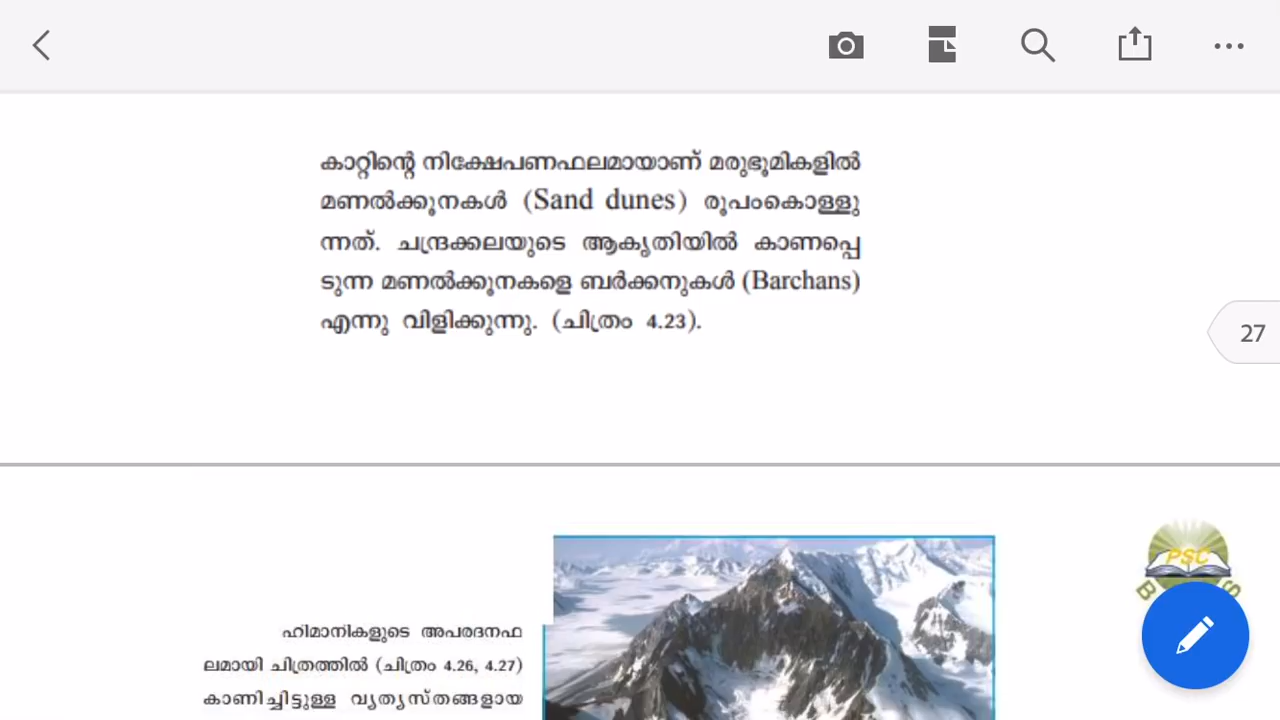 കാറ്റിന്റെ നിക്ഷേപണഫലമായാണ് മരുഭൂമികളിൽ
മണൽക്കൂനകൾ (Sand dunes) രൂപംകൊള്ളു
ന്നത്. ചന്ദ്രക്കലയുടെ ആകൃതിയിൽ കാണപ്പെ
ടുന്ന മണൽക്കൂനകളെ ബർക്കനുകൾ (Barchans)
എന്നു വിളിക്കുന്നു. (ചിത്രം 4.23).
27
ഹിമാനികളുടെ അപരദനഫ
ലമായി ചിത്രത്തിൽ (ചിത്രം 4.26, 4.27)
കാണിച്ചിട്ടുള്ള വ്യത്യസ്തങ്ങളായ
PSC